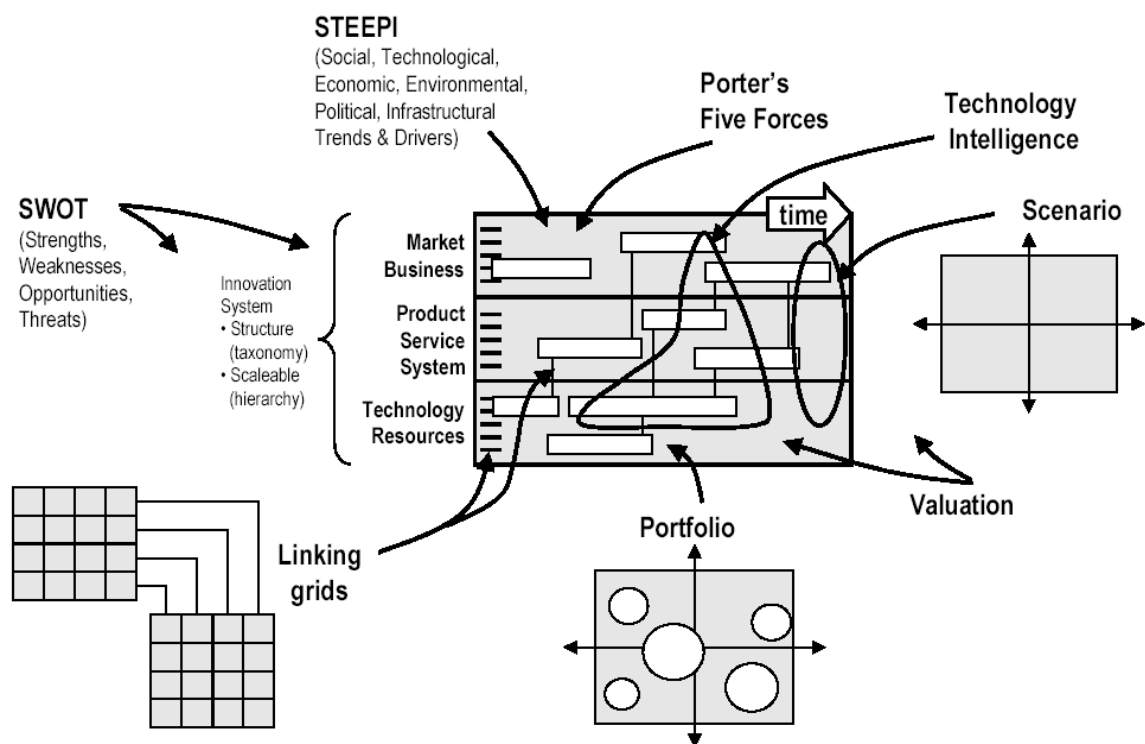 STEEPI
(Social, Technological,
Economic, Environmental,
Political, Infrastructural
Trends & Drivers)
Porter's
Five Forces
Technology
Intelligence
SWOT
(Strengths,
Weaknesses,
Opportunities,
Threats)
time
Scenario
Innovation
System
• Structure
(taxonomy)
• Scaleable
(hierarchy)
Market
Business
Product
Service
System
Technology
Resources
Valuation
Portfolio
Linking
grids